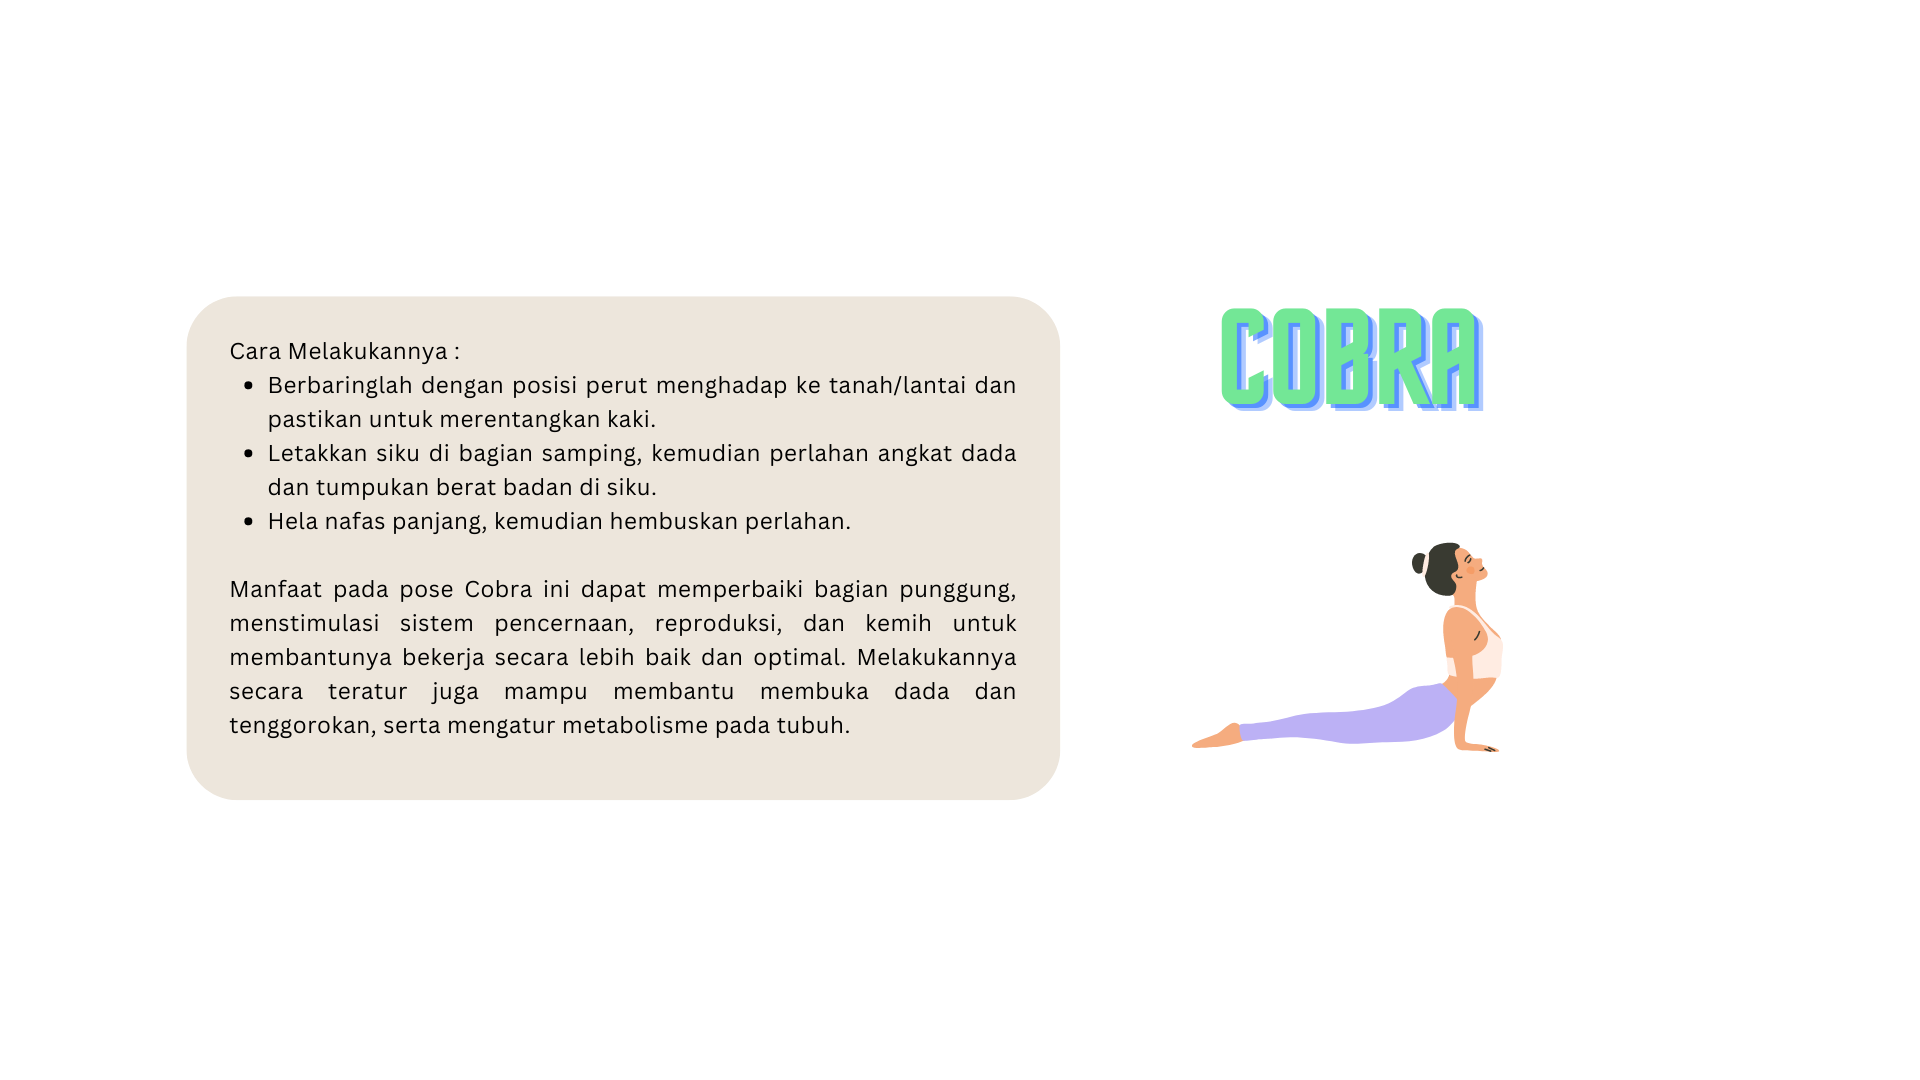 Cara Melakukannya :
• Berbaringlah dengan posisi perut menghadap ke tanah/lantai dan
pastikan untuk merentangkan kaki.
• Letakkan siku di bagian samping, kemudian perlahan angkat dada
dan tumpukan berat badan di siku.
• Hela nafas panjang, kemudian hembuskan perlahan.
Manfaat pada pose Cobra ini dapat memperbaiki bagian punggung,
menstimulasi sistem pencernaan, reproduksi, dan kemih untuk
membantunya bekerja secara lebih baik dan optimal. Melakukannya
secara teratur juga mampu membantu membuka dada dan
tenggorokan, serta mengatur metabolisme pada tubuh.
COBRA